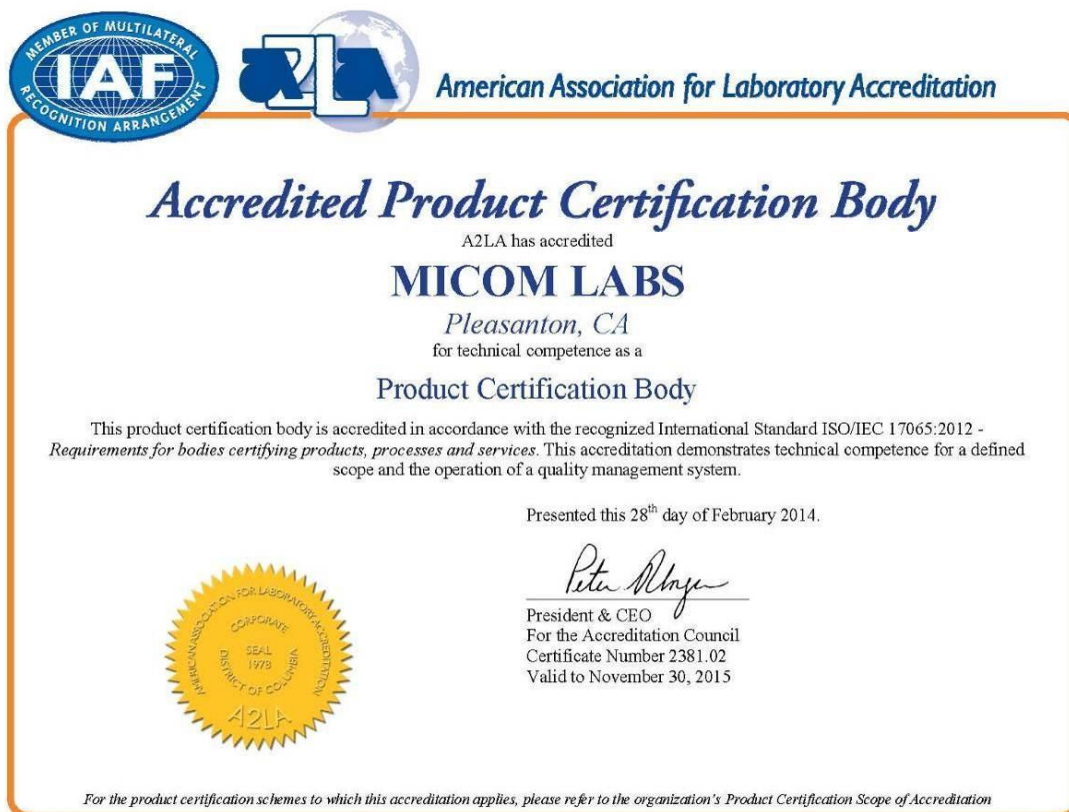 MEMBER OF MULTILATERAL
IAF
RECOGNITION ARRANGEMENT
A2LA
American Association for Laboratory Accreditation
Accredited Product Certification Body
A2LA has accredited
MICOM LABS
Pleasanton, CA
for technical competence as a
Product Certification Body
This product certification body is accredited in accordance with the recognized International Standard ISO/IEC 17065:2012 -
Requirements for bodies certifying products, processes and services. This accreditation demonstrates technical competence for a defined
scope and the operation of a quality management system.
Presented this 28th day of February 2014.
President & CEO
For the Accreditation Council
Certificate Number 2381.02
Valid to November 30, 2015
AMERICAN ASSOCIATION FOR LABORATORY ACCREDITATION
CORPORATE
SEAL
1978
DISTRICT OF COLUMBIA
A2LA
For the product certification schemes to which this accreditation applies, please refer to the organization's Product Certification Scope of Accreditation